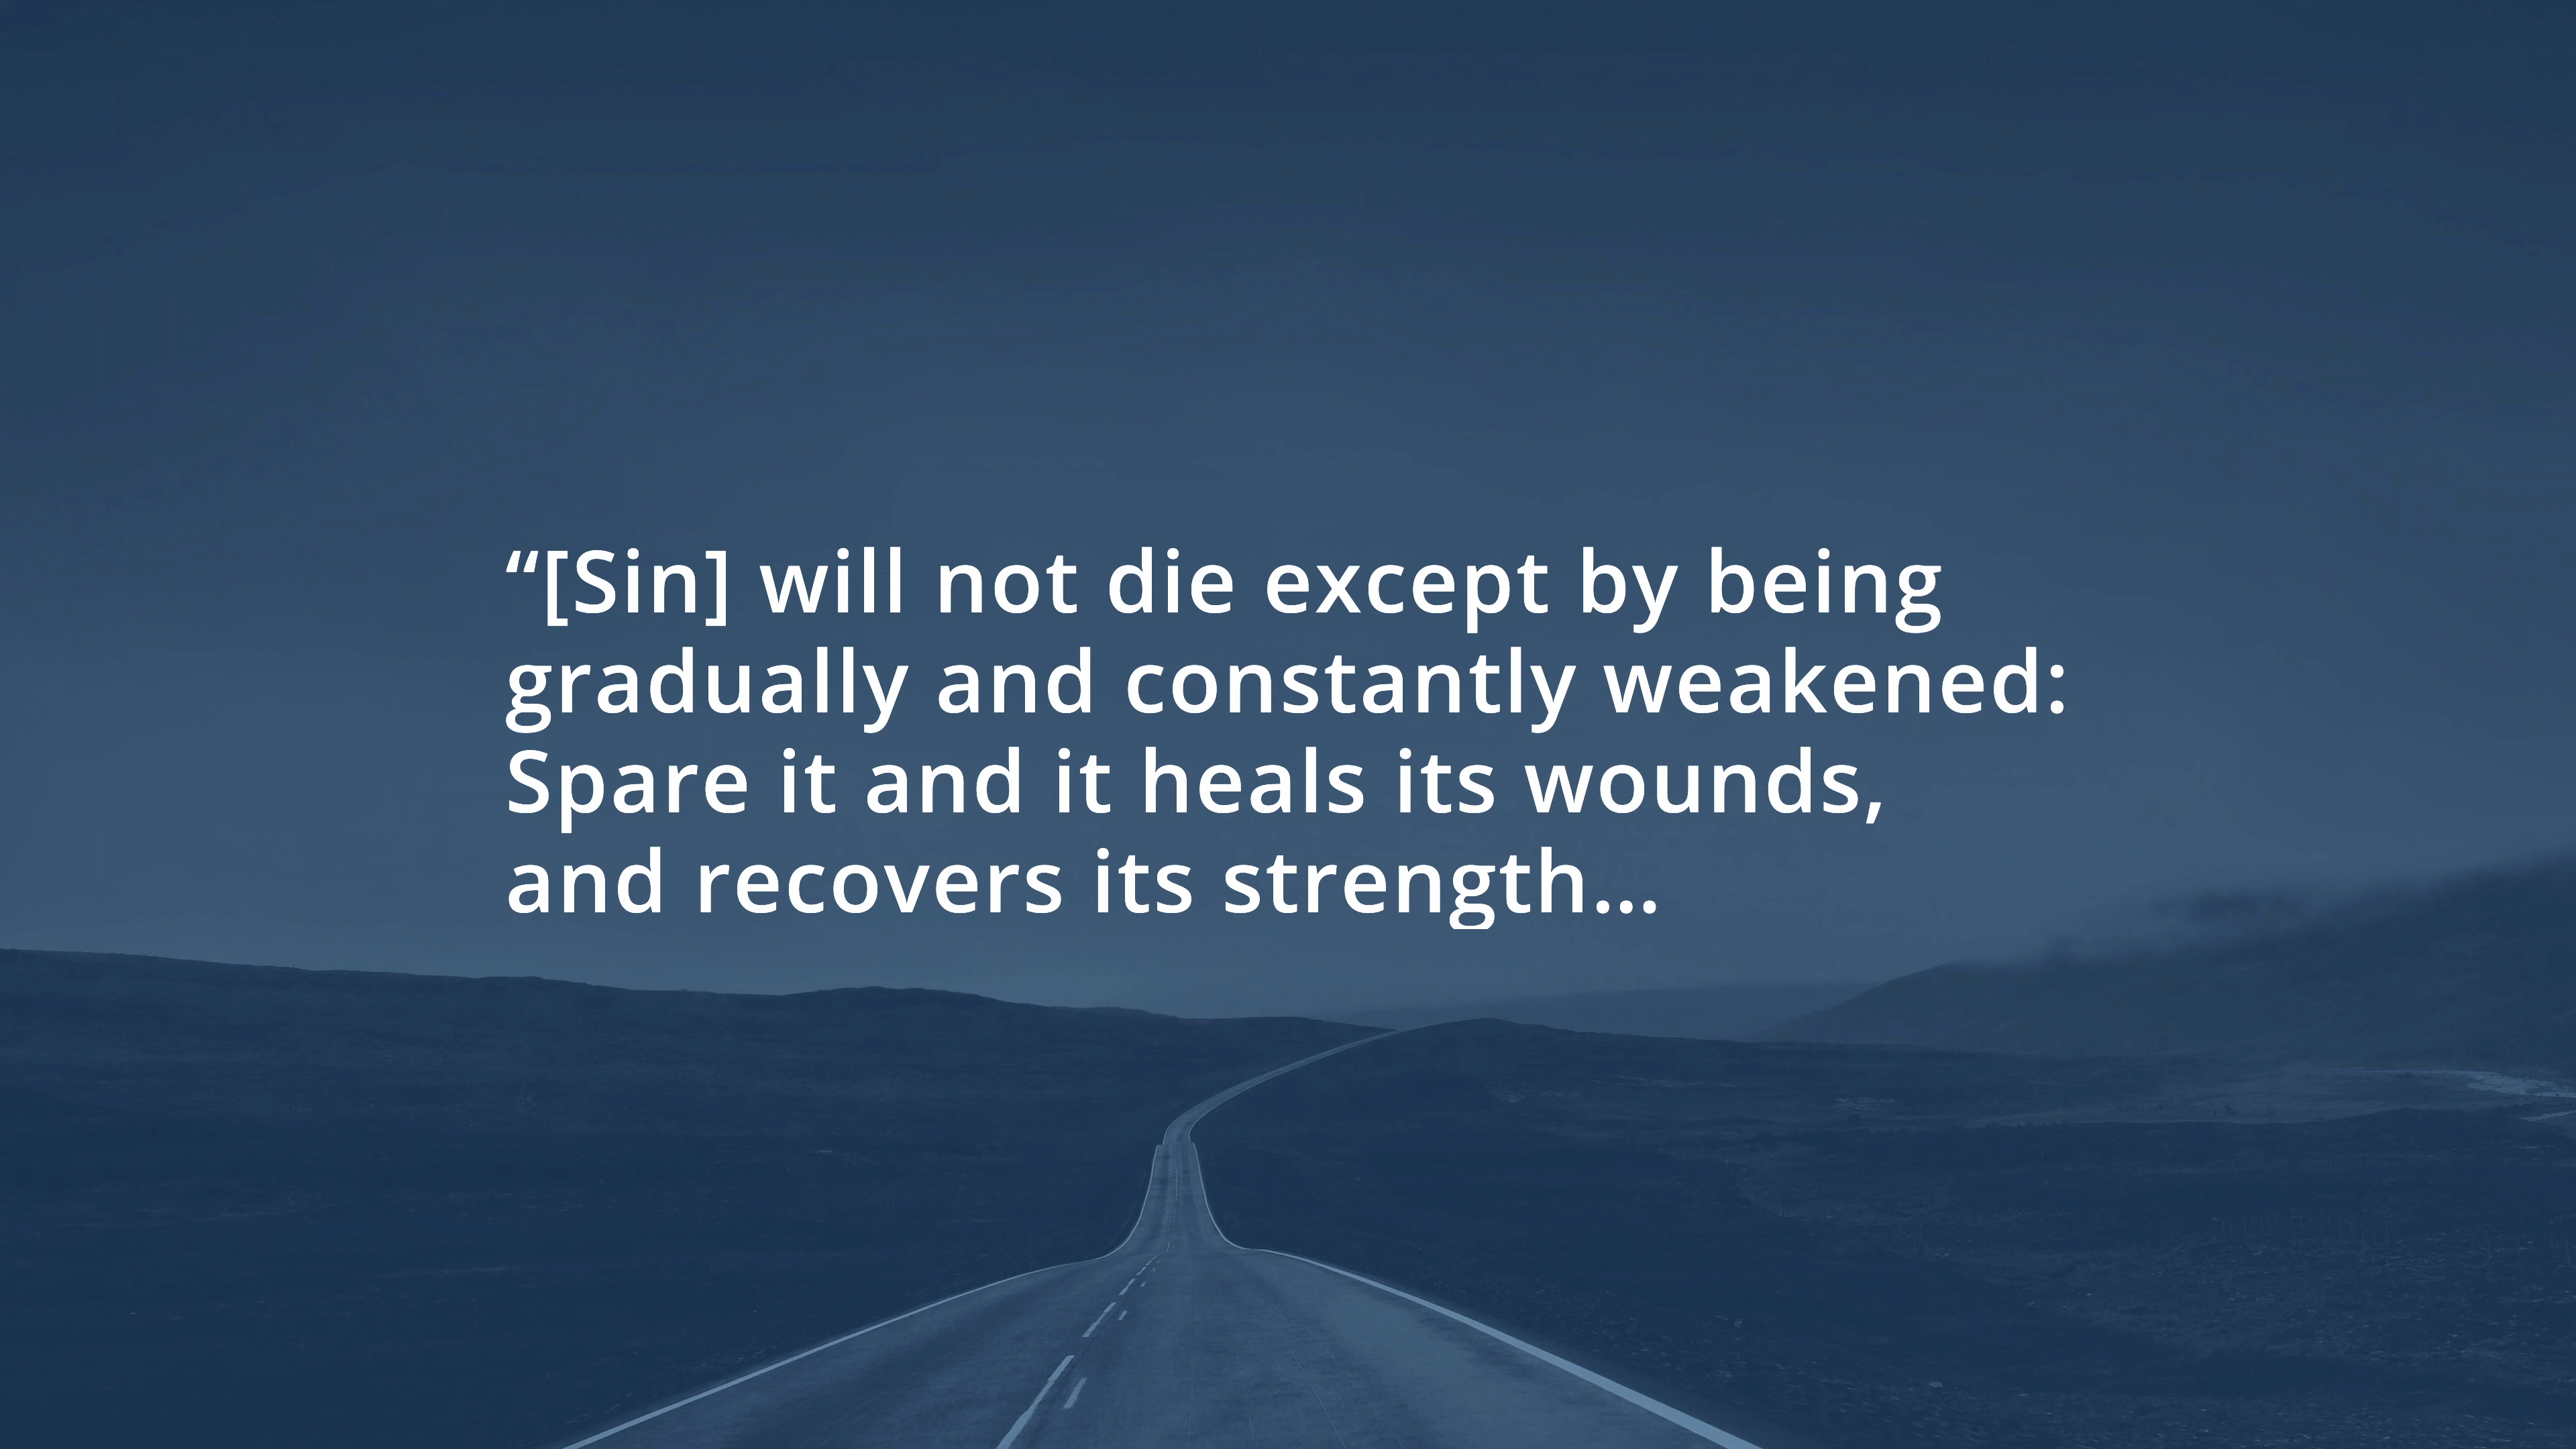 “[Sin] will not die except by being
gradually and constantly weakened:
Spare it and it heals its wounds,
and recovers its strength...